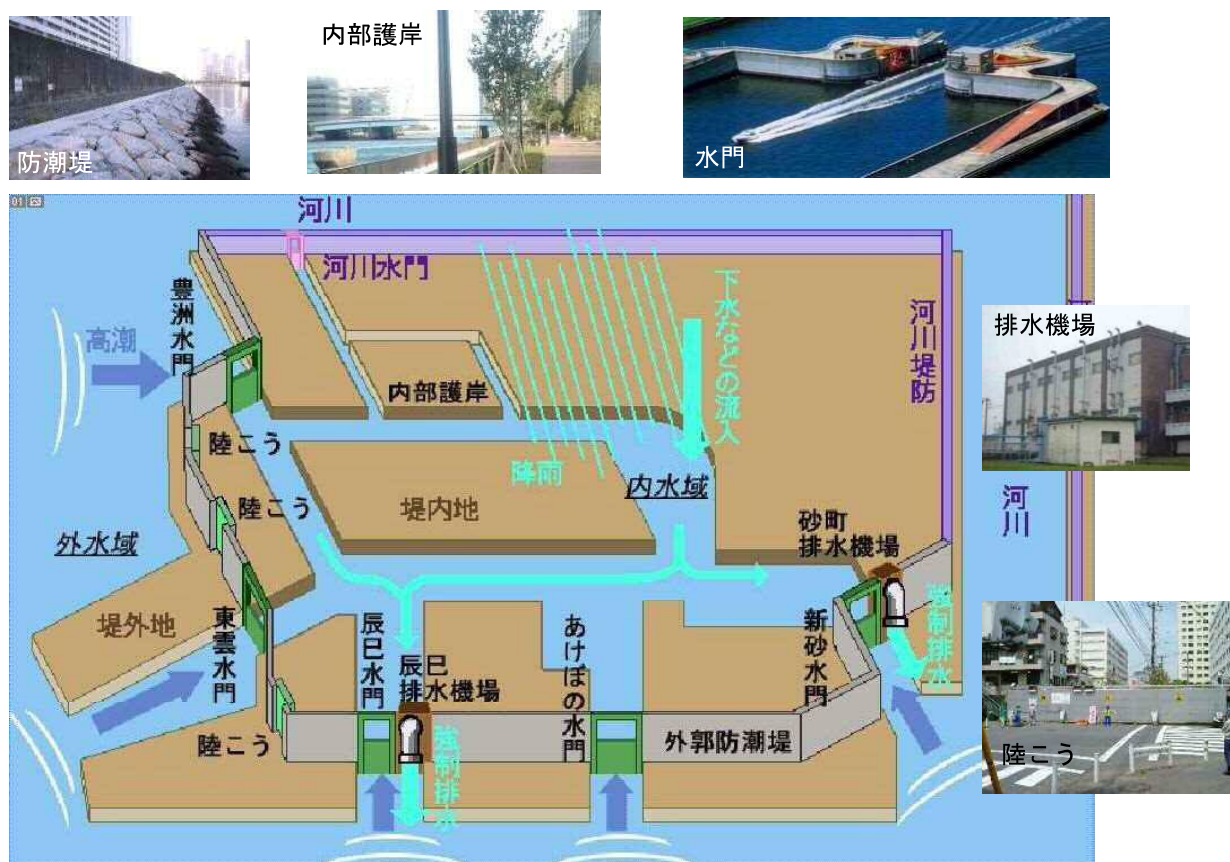 防潮堤
内部護岸
水門
01
河川
河川水門
豊洲水門
高潮
下水などの流入
河川堤防
河
排水機場
内部護岸
陸こう
降雨
内水域
陸こう
堤内地
河川
外水域
砂町
排水機場
堤外地
東雲水門
辰巳水門
辰巳
排水機場
あけぼの水門
新砂水門
強制排水
陸こう
外郭防潮堤
強制排水
陸こう